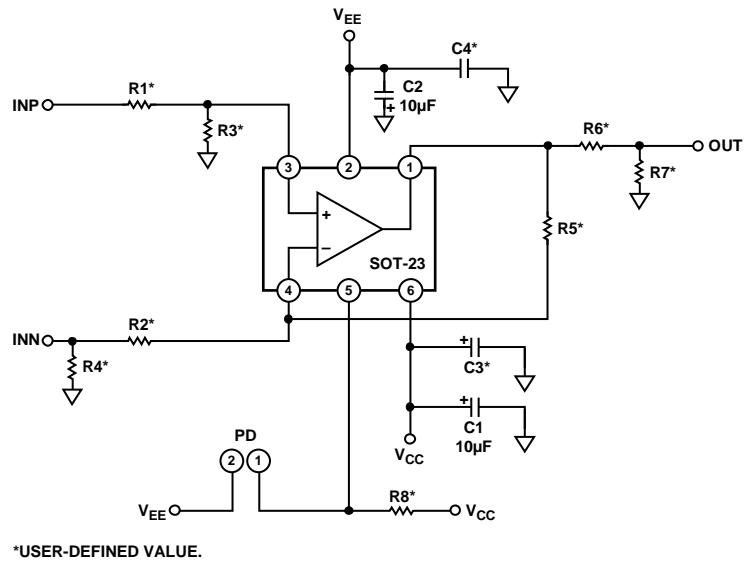 VEE
C4*
C2
10µF
+
INP
R1*
R3*
R6*
OUT
R7*
3
2
1
+
−
SOT-23
R5*
4
5
6
INN
R2*
R4*
+
C3*
+
C1
10µF
VCC
PD
2
1
VEE
R8*
VCC
*USER-DEFINED VALUE.